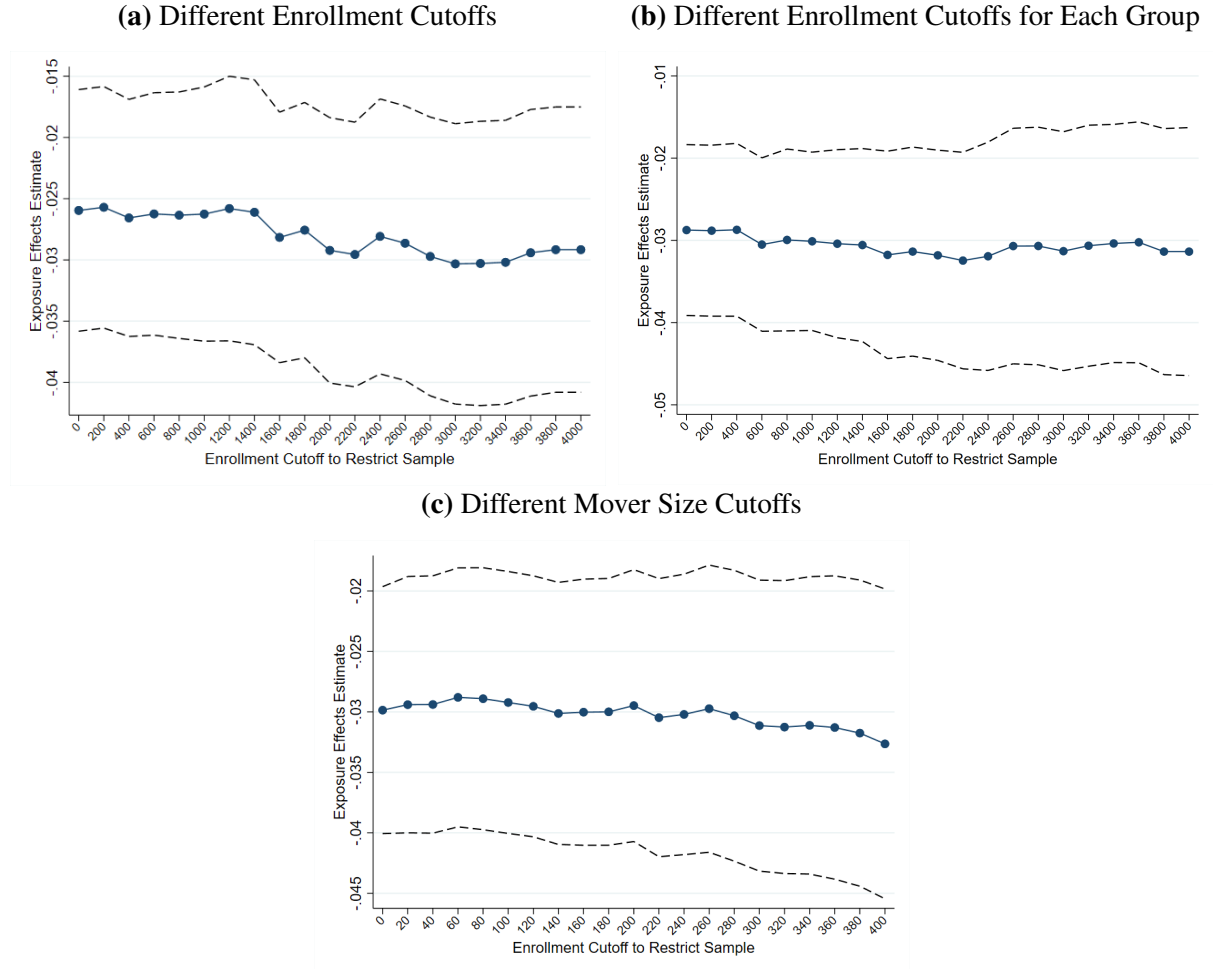 (a) Different Enrollment Cutoffs
(b) Different Enrollment Cutoffs for Each Group
Exposure Effects Estimate
-.015
-.02
-.025
-.03
-.035
-.04
0 200 400 600 800 1000 1200 1400 1600 1800 2000 2200 2400 2600 2800 3000 3200 3400 3600 3800 4000
Enrollment Cutoff to Restrict Sample
Exposure Effects Estimate
-.01
-.02
-.03
-.04
-.05
0 200 400 600 800 1000 1200 1400 1600 1800 2000 2200 2400 2600 2800 3000 3200 3400 3600 3800 4000
Enrollment Cutoff to Restrict Sample
(c) Different Mover Size Cutoffs
Exposure Effects Estimate
-.02
-.025
-.03
-.035
-.04
-.045
0 20 40 60 80 100 120 140 160 180 200 220 240 260 280 300 320 340 360 380 400
Enrollment Cutoff to Restrict Sample